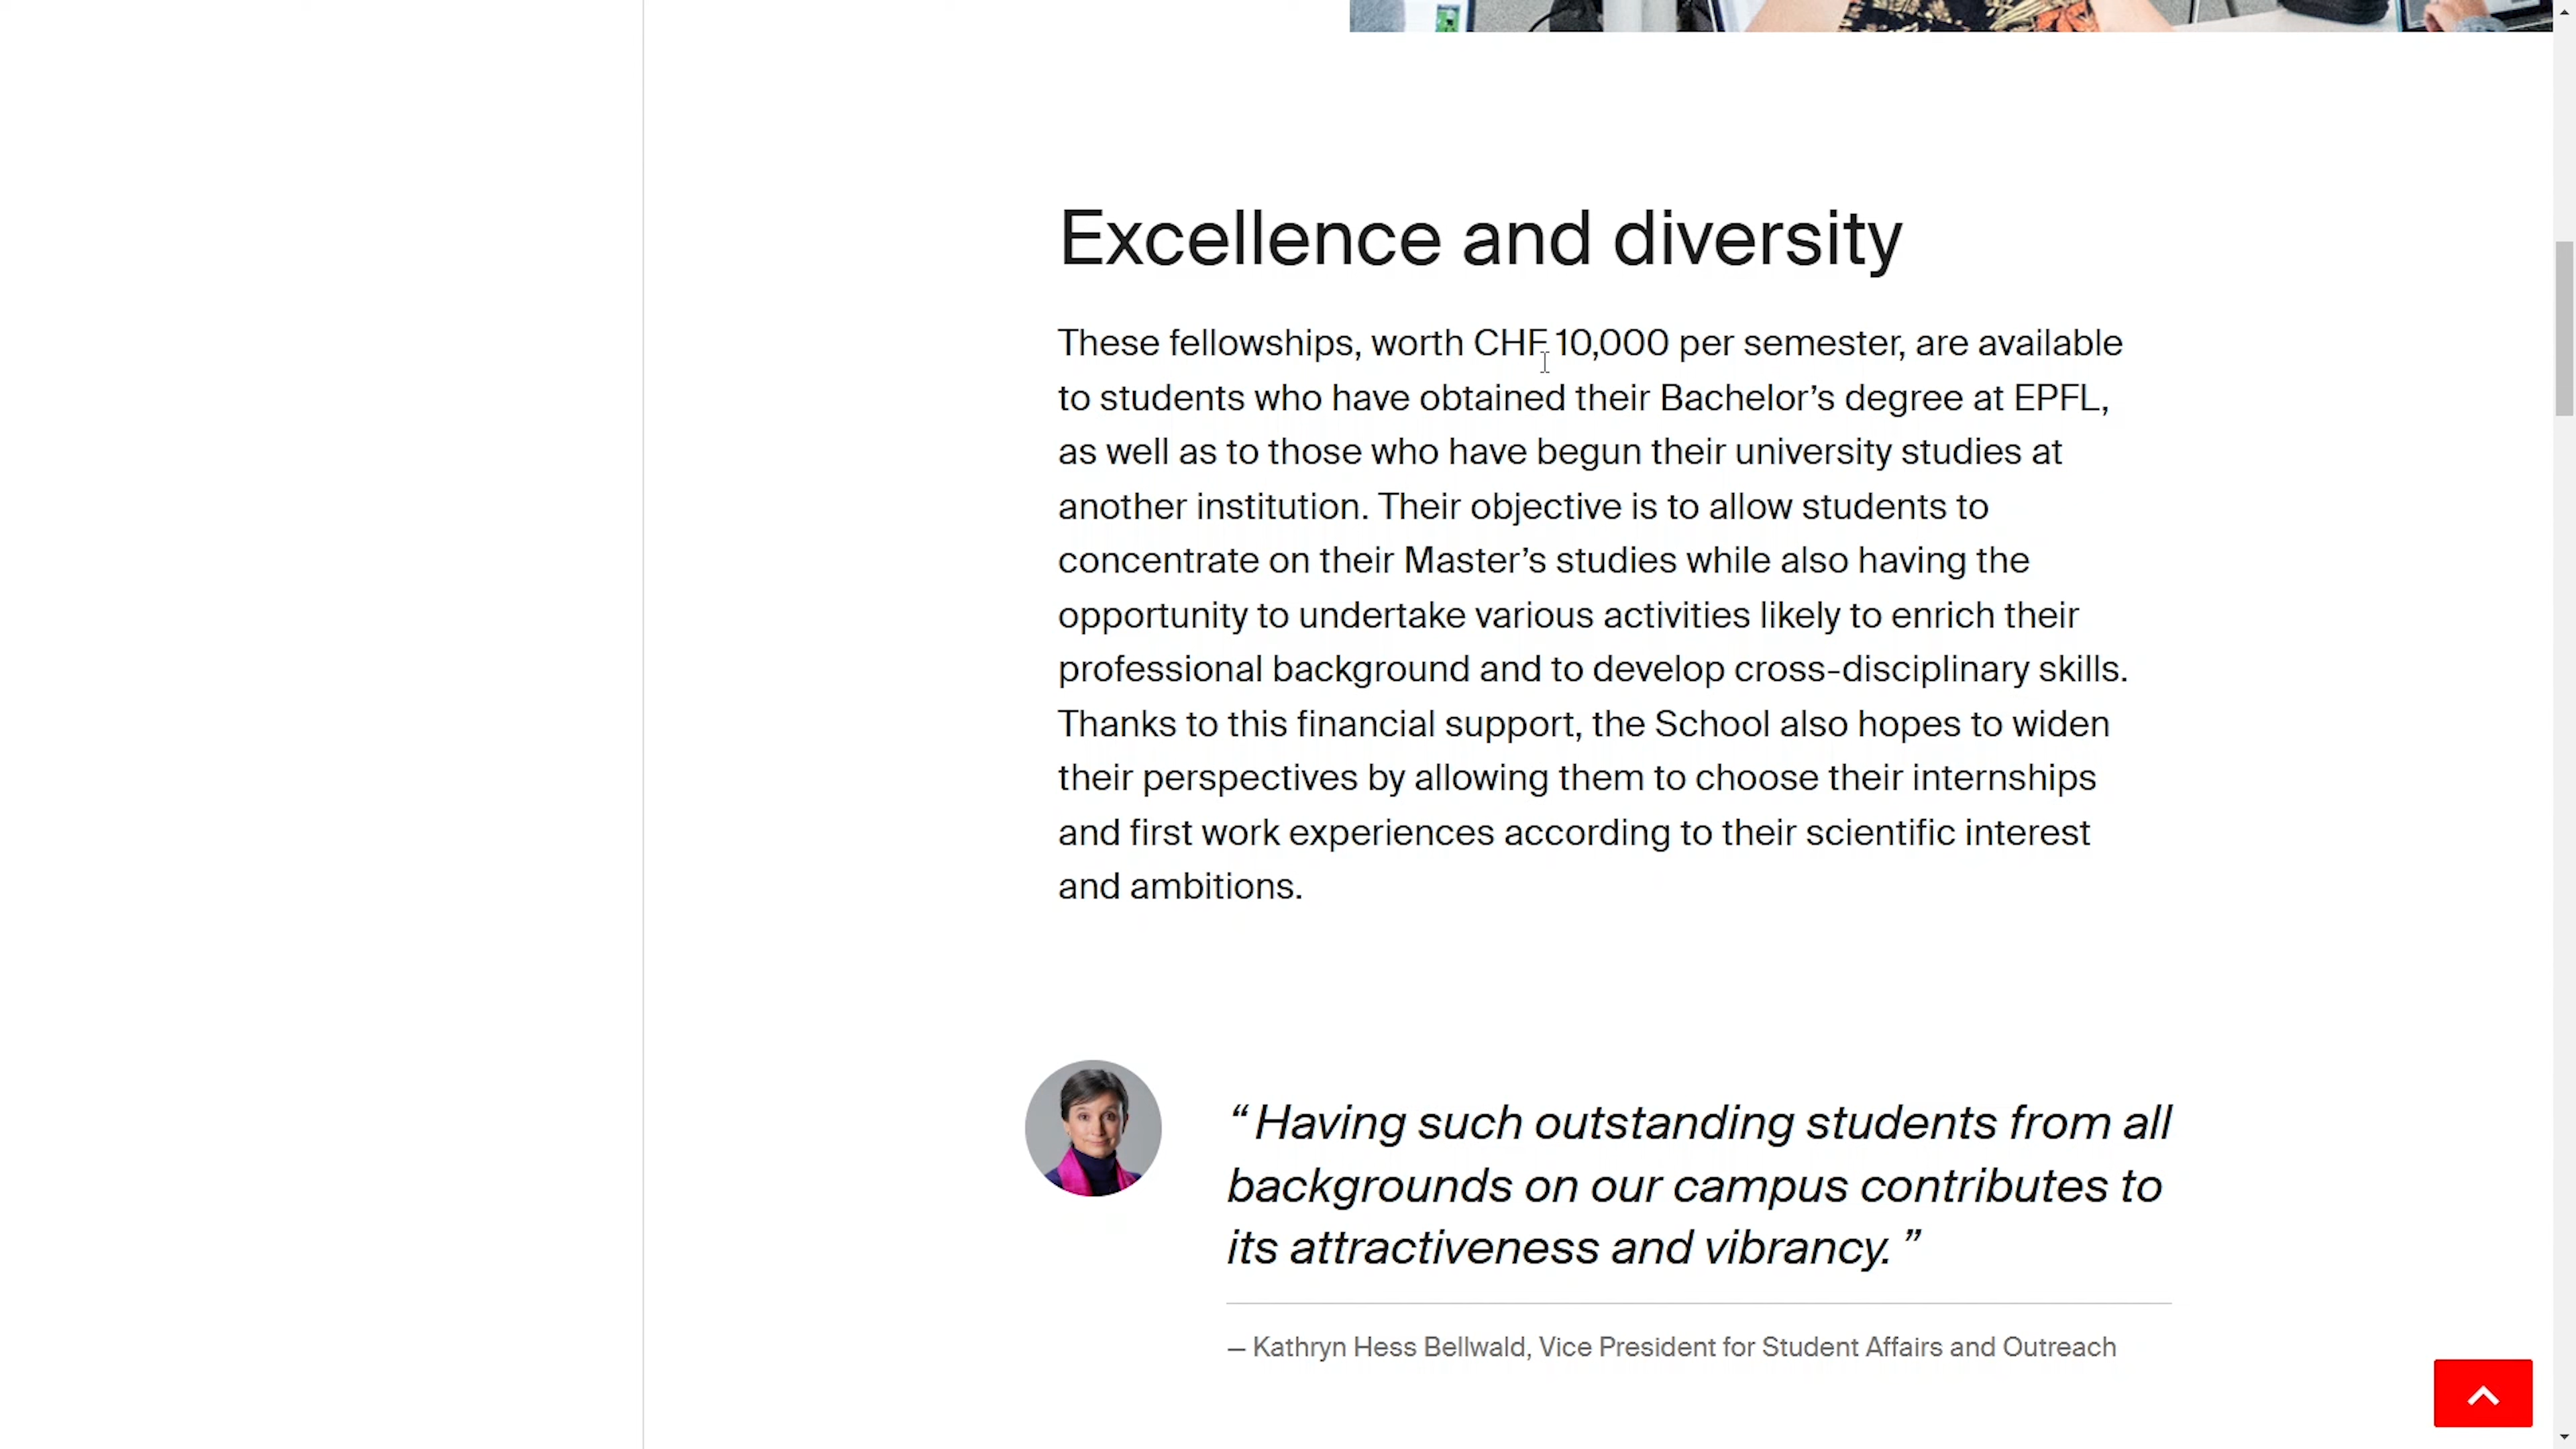 Excellence and diversity
These fellowships, worth CHF 10,000 per semester, are available
to students who have obtained their Bachelor’s degree at EPFL,
as well as to those who have begun their university studies at
another institution. Their objective is to allow students to
concentrate on their Master’s studies while also having the
opportunity to undertake various activities likely to enrich their
professional background and to develop cross-disciplinary skills.
Thanks to this financial support, the School also hopes to widen
their perspectives by allowing them to choose their internships
and first work experiences according to their scientific interest
and ambitions.
“ Having such outstanding students from all
backgrounds on our campus contributes to
its attractiveness and vibrancy. ”
— Kathryn Hess Bellwald, Vice President for Student Affairs and Outreach